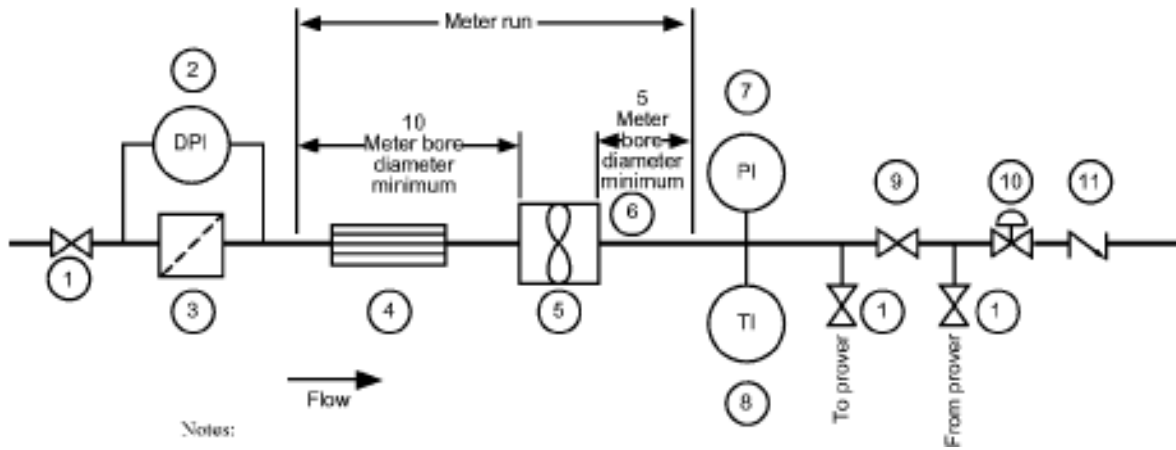 Meter run
2
7
DPI
10
Meter bore
diameter
minimum
5
Meter
bore
diameter
minimum
PI
9
10
11
6
1
3
4
5
TI
1
1
8
To prover
From prover
Flow
Notes: